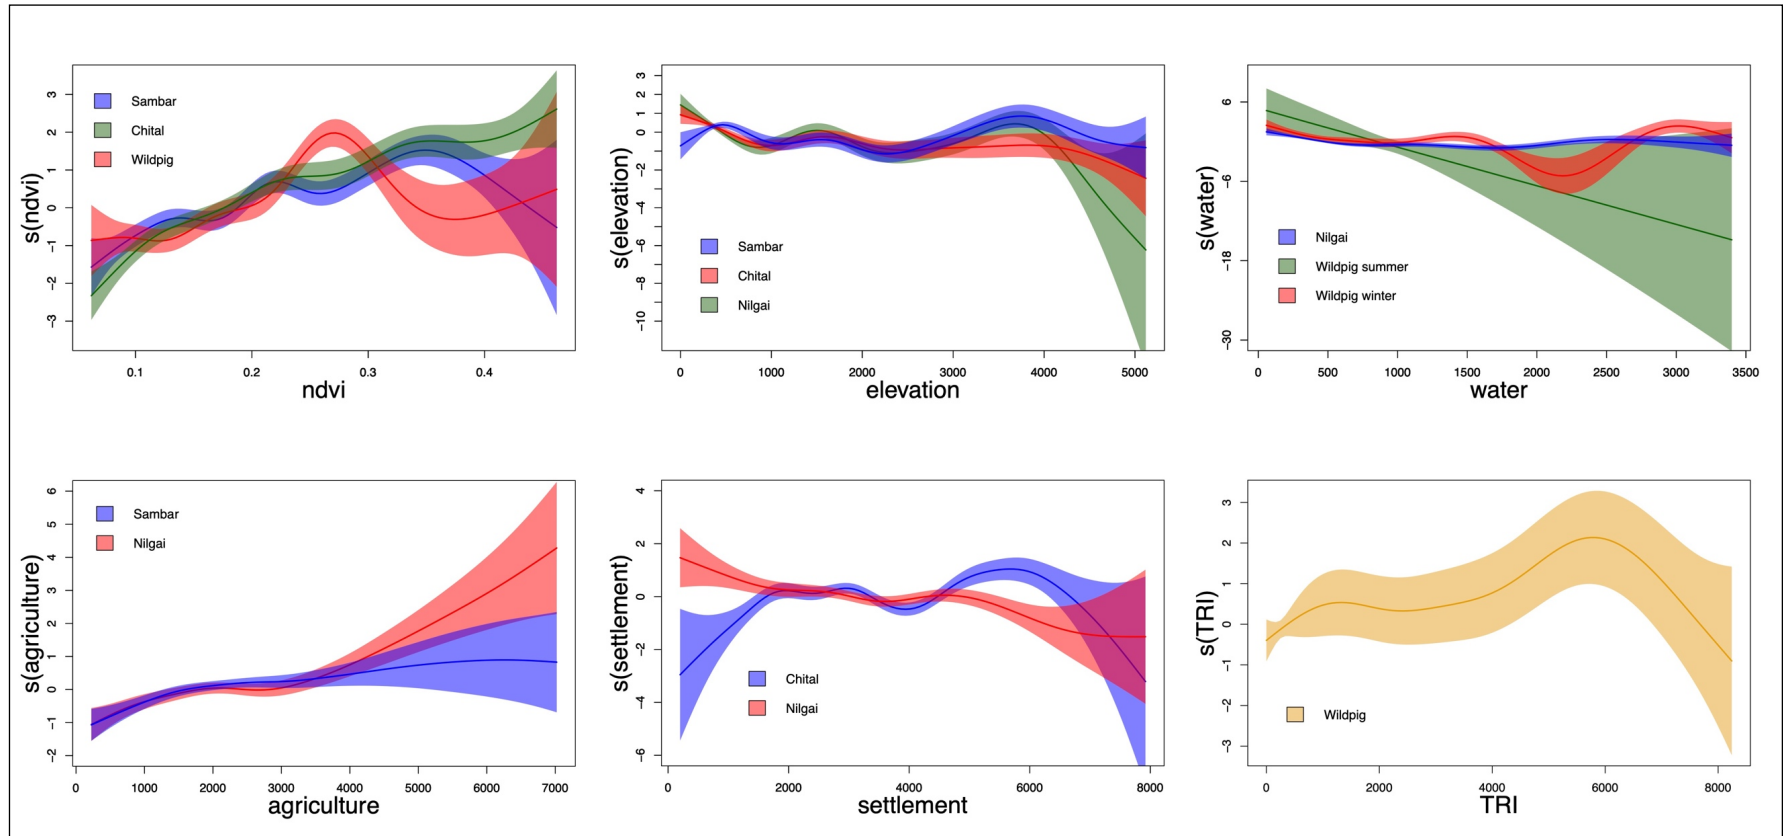 s(ndvi)
3
2
1
0
−1
−2
−3
Sambar
Chital
Wildpig
0.1 0.2 0.3 0.4
ndvi
s(elevation)
3
2
1
0
−2
−4
−6
−8
−10
Sambar
Chital
Nilgai
0 1000 2000 3000 4000 5000
elevation
s(water)
6
−6
−18
−30
Nilgai
Wildpig summer
Wildpig winter
0 500 1000 1500 2000 2500 3000 3500
water
s(agriculture)
6
5
4
3
2
1
0
−1
−2
Sambar
Nilgai
0 1000 2000 3000 4000 5000 6000 7000
agriculture
s(settlement)
4
2
0
−2
−4
−6
Chital
Nilgai
0 2000 4000 6000 8000
settlement
s(TRI)
3
2
1
0
−1
−2
−3
Wildpig
0 2000 4000 6000 8000
TRI